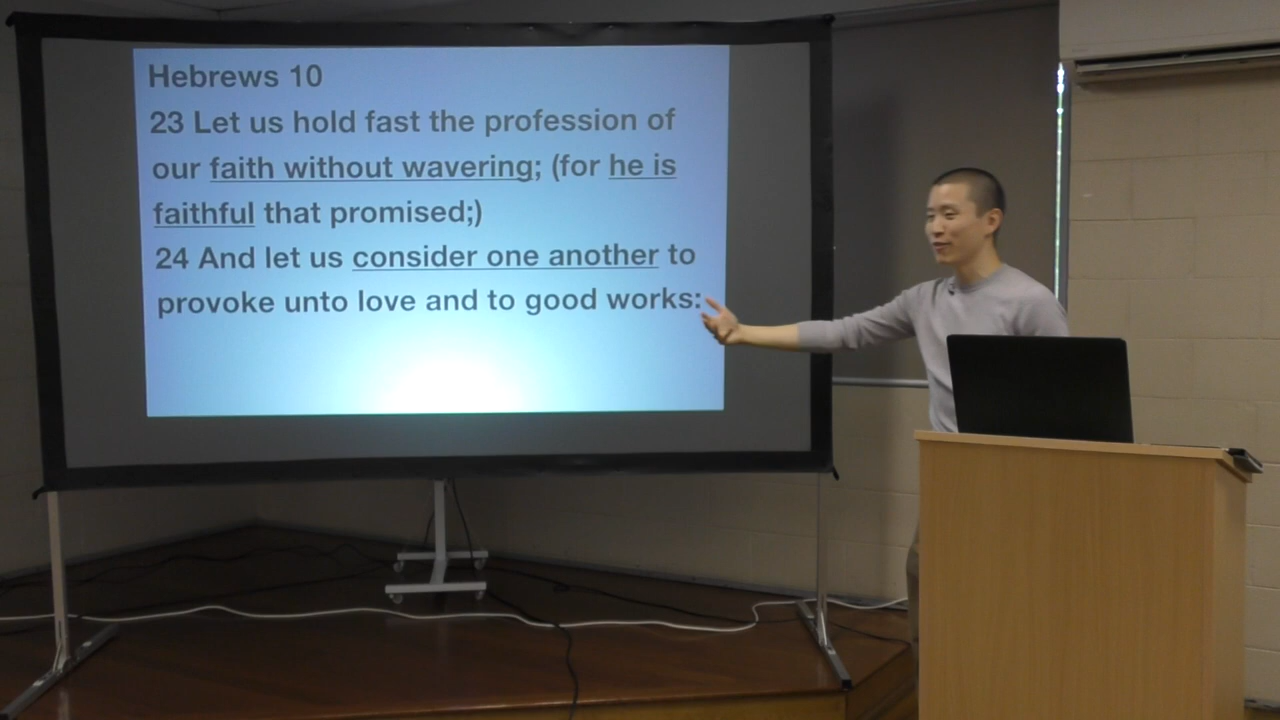 Hebrews 10
23 Let us hold fast the profession of
our faith without wavering; (for he is
faithful that promised;)
24 And let us consider one another to
provoke unto love and to good works: